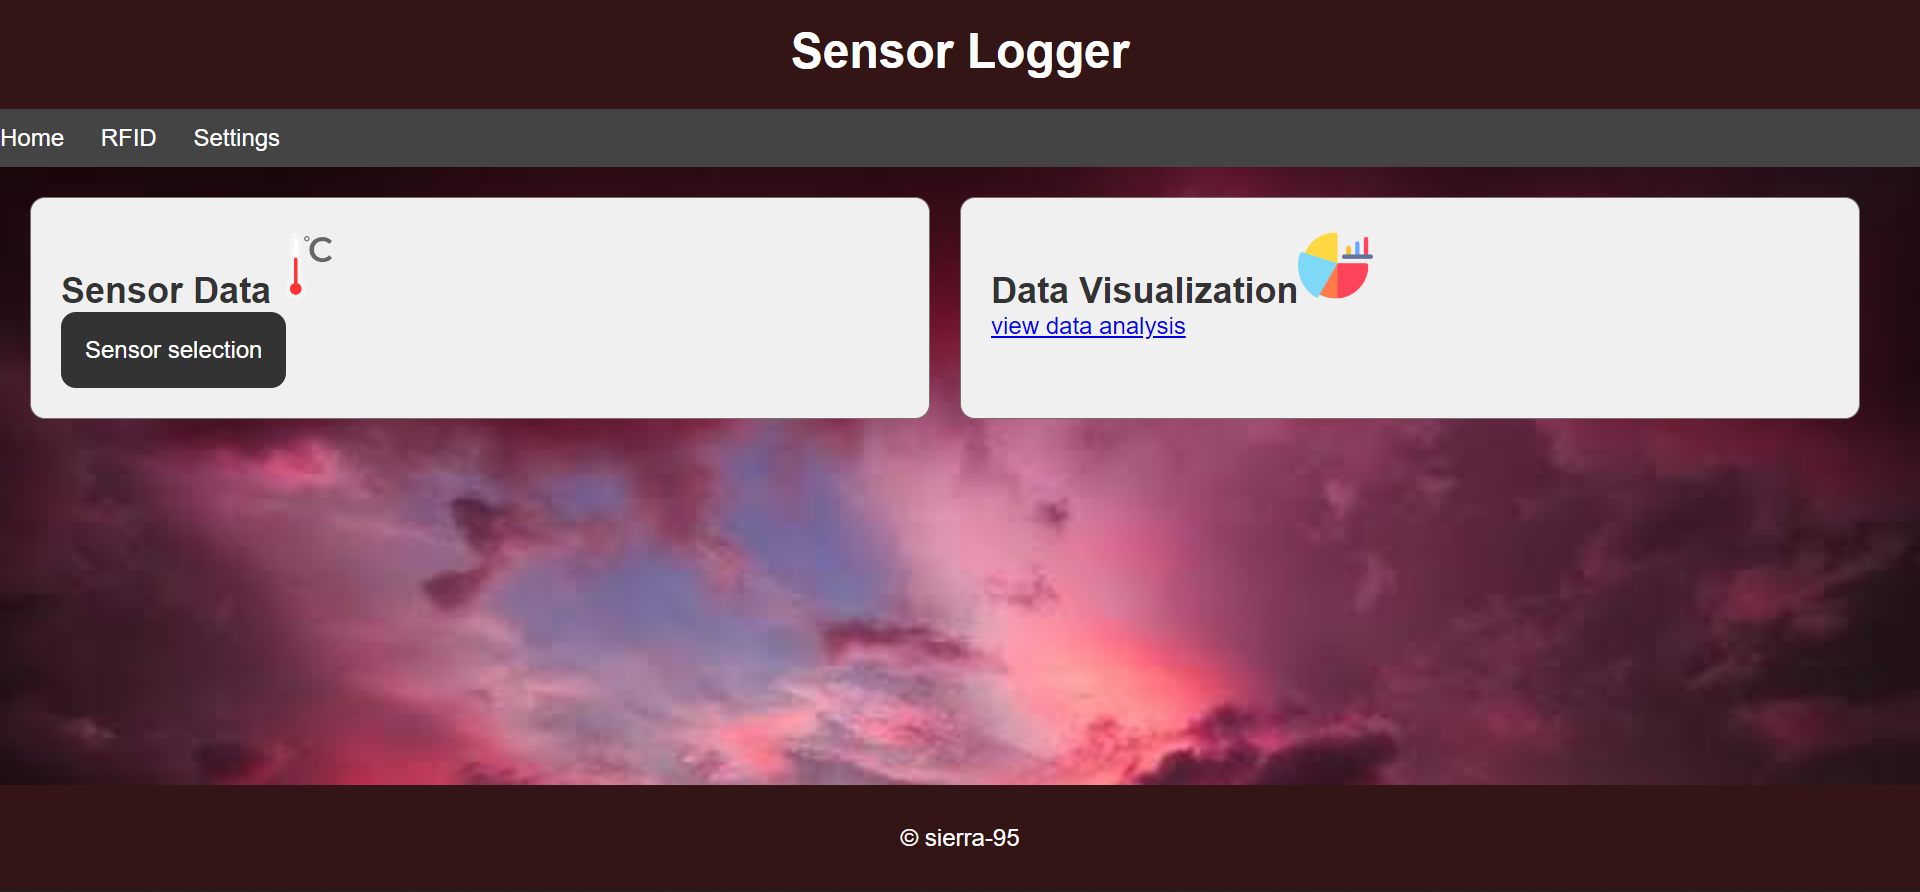 Sensor Logger
Home RFID Settings
Sensor Data °C
Sensor selection
Data Visualization
view data analysis
© sierra-95